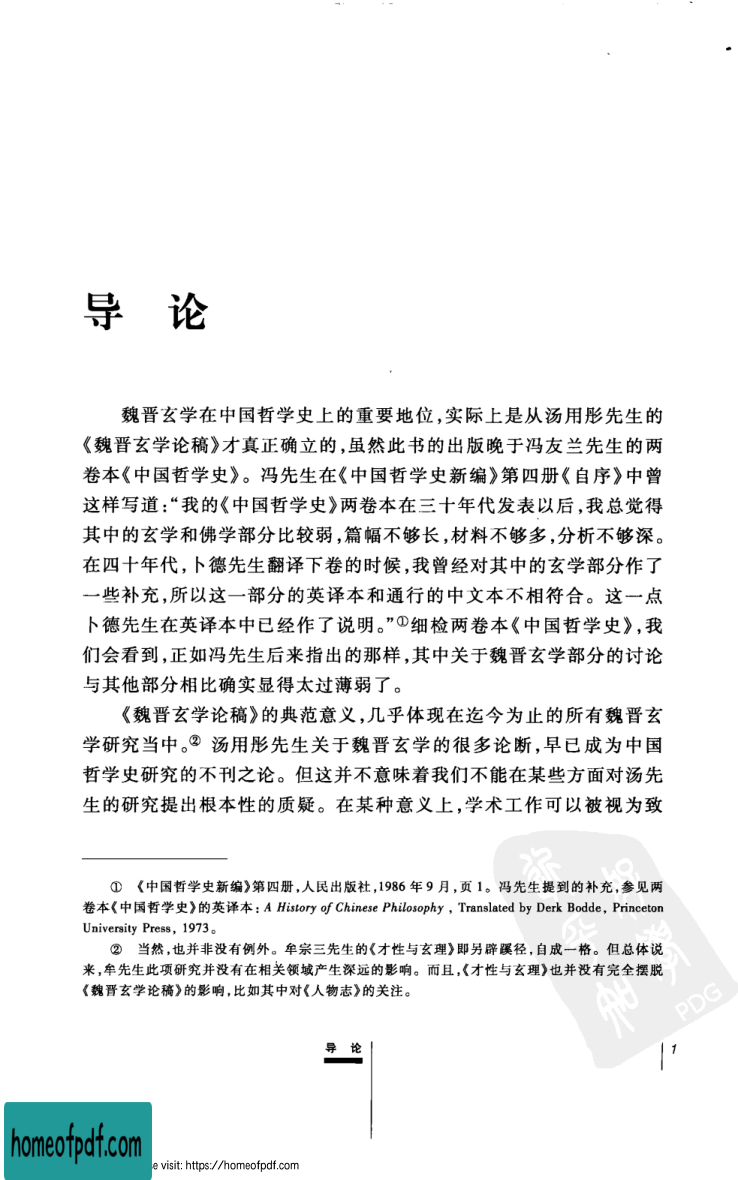 导 论
魏晋玄学在中国哲学史上的重要地位,实际上是从汤用彤先生的
《魏晋玄学论稿》才真正确立的,虽然此书的出版晚于冯友兰先生的两
卷本《中国哲学史》。冯先生在《中国哲学史新编》第四册《自序》中曾
这样写道:“我的《中国哲学史》两卷本在三十年代发表以后,我总觉得
其中的玄学和佛学部分比较弱,篇幅不够长,材料不够多,分析不够深。
在四十年代,卜德先生翻译下卷的时候,我曾经对其中的玄学部分作了
一些补充,所以这一部分的英译本和通行的中文本不相符合。这一点
卜德先生在英译本中已经作了说明。”①细检两卷本《中国哲学史》,我
们会看到,正如冯先生后来指出的那样,其中关于魏晋玄学部分的讨论
与其他部分相比确实显得太过薄弱了。
《魏晋玄学论稿》的典范意义,几乎体现在迄今为止的所有魏晋玄
学研究当中。② 汤用彤先生关于魏晋玄学的很多论断,早已成为中国
哲学史研究的不刊之论。但这并不意味着我们不能在某些方面对汤先
生的研究提出根本性的质疑。在某种意义上,学术工作可以被视为致
① 《中国哲学史新编》第四册,人民出版社,1986 年 9 月,页 1。冯先生提到的补充,参见两
卷本《中国哲学史》的英译本: A History of Chinese Philosophy , Translated by Derk Bodde, Princeton
University Press, 1973。
② 当然,也并非没有例外。牟宗三先生的《才性与玄理》即另辟蹊径,自成一格。但总体说
来,牟先生此项研究并没有在相关领域产生深远的影响。而且,《才性与玄理》也并没有完全摆脱
《魏晋玄学论稿》的影响,比如其中对《人物志》的关注。
PDG
导 论
1
homeofpdf.com
e visit: https://homeofpdf.com